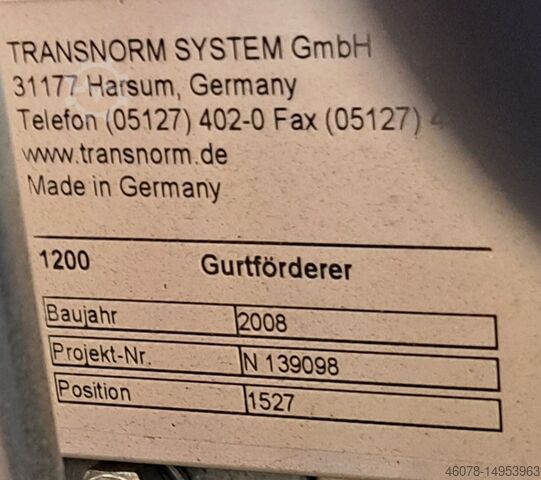 TRANSNORM SYSTEM GmbH
31177 Harsum, Germany
Telefon (05127) 402-0 Fax (05127) 4
www.transnorm.de
Made in Germany
1200 Gurtförderer
Baujahr 2008
Projekt-Nr. N 139098
Position 1527
46078-14953963